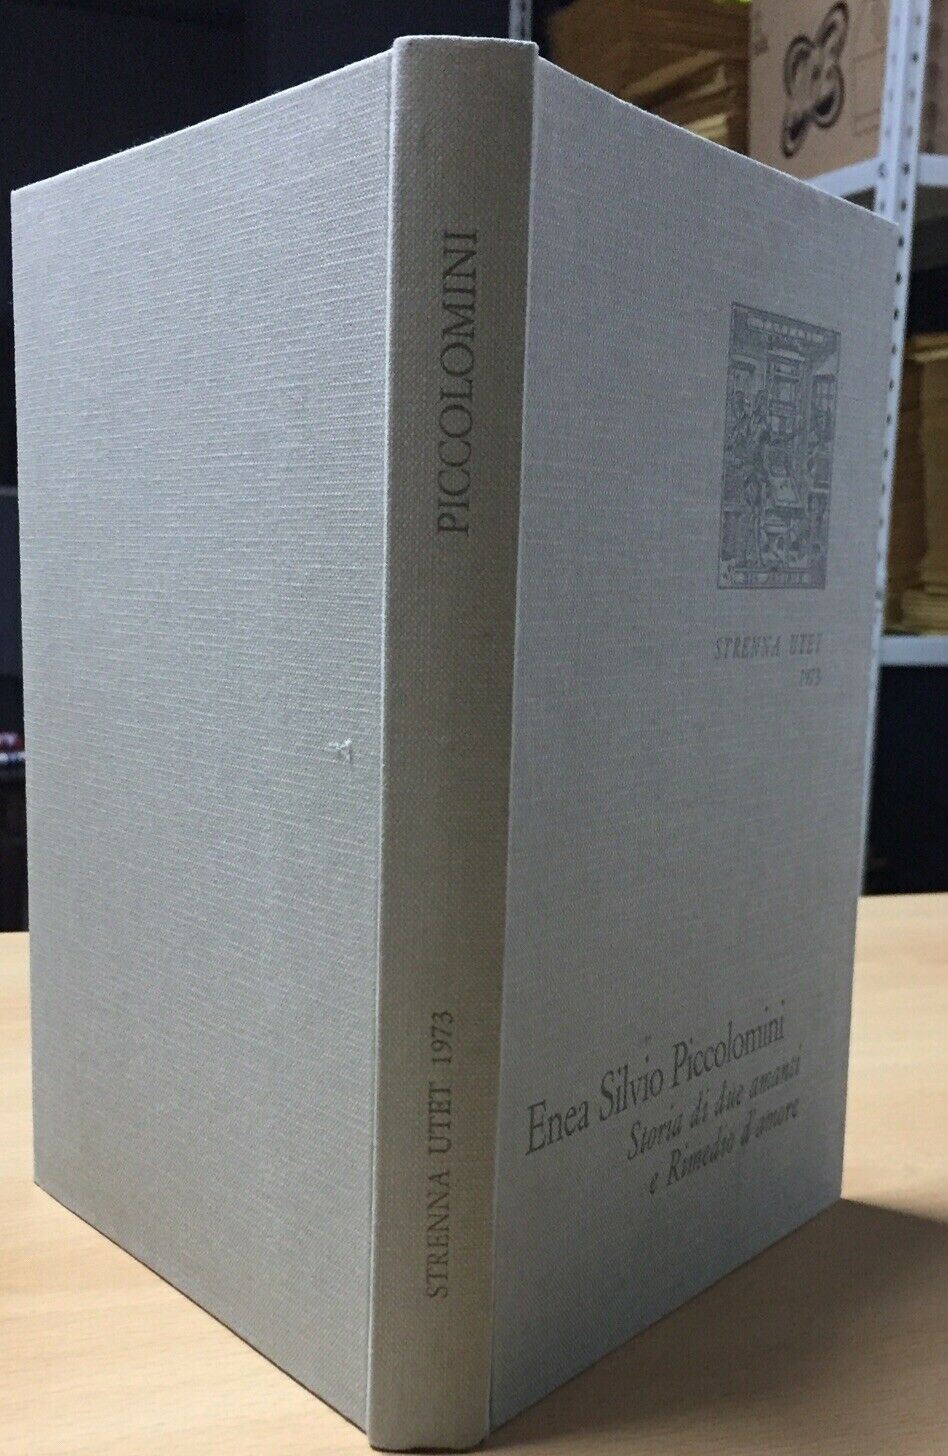 PICCOLOMINI
STRENNA UTET 1973
STRENNA UTET
1973
Enea Silvio Piccolomini
Storia di due amanti
e Rimedio d'amore